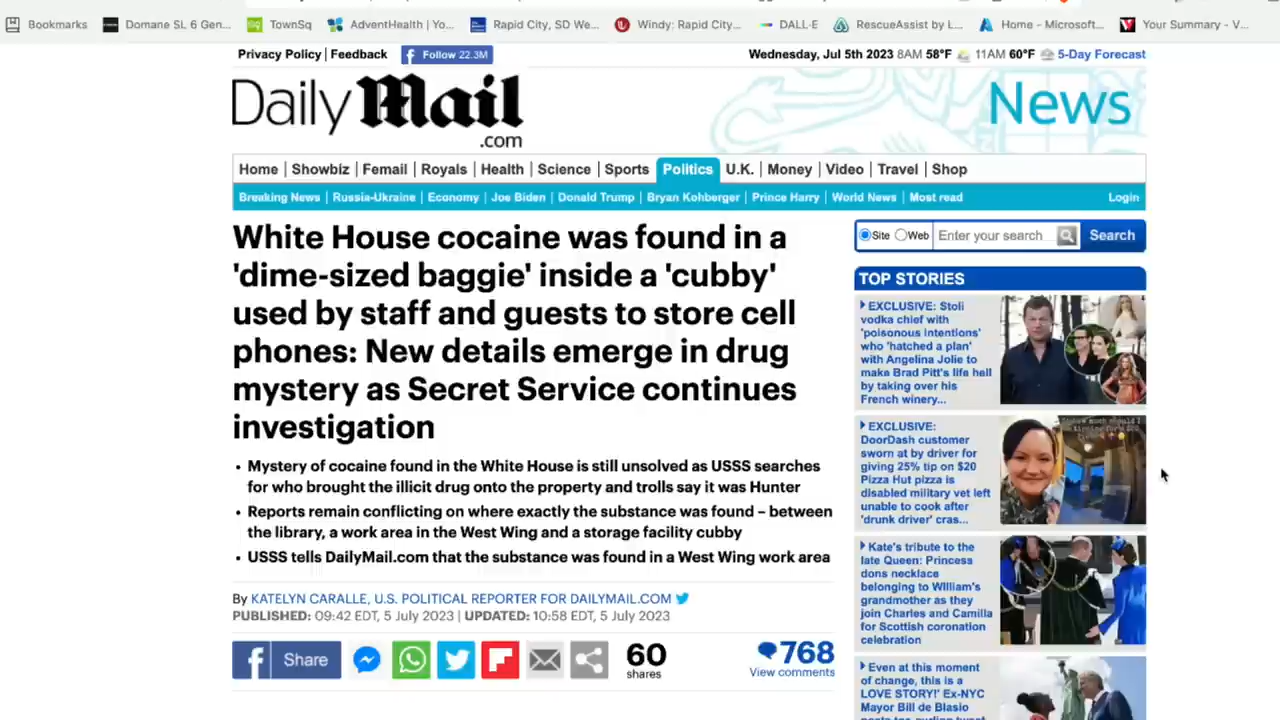 Bookmarks Domane SL 6 Gen... TownSq AdventHealth | Yo... Rapid City, SD We... Windy: Rapid City... DALL·E RescueAssist by L... Home - Microsoft... Your Summary - V...
Privacy Policy | Feedback Follow 22.3M Wednesday, Jul 5th 2023 8AM 58°F 11AM 60°F 5-Day Forecast
Daily Mail
.com
News
Home Showbiz Femail Royals Health Science Sports Politics U.K. Money Video Travel Shop
Breaking News Russia-Ukraine Economy Joe Biden Donald Trump Bryan Kohberger Prince Harry World News Most read Login
White House cocaine was found in a
'dime-sized baggie' inside a 'cubby'
used by staff and guests to store cell
phones: New details emerge in drug
mystery as Secret Service continues
investigation
• Mystery of cocaine found in the White House is still unsolved as USSS searches
for who brought the illicit drug onto the property and trolls say it was Hunter
• Reports remain conflicting on where exactly the substance was found – between
the library, a work area in the West Wing and a storage facility cubby
• USSS tells DailyMail.com that the substance was found in a West Wing work area
By KATELYN CARALLE, U.S. POLITICAL REPORTER FOR DAILYMAIL.COM
PUBLISHED: 09:42 EDT, 5 July 2023 | UPDATED: 10:58 EDT, 5 July 2023
f Share 60 768
shares View comments
Site Web Enter your search Search
TOP STORIES
EXCLUSIVE: Stoli
vodka chief with
'poisonous intentions'
who 'hatched a plan'
with Angelina Jolie to
make Brad Pitt's life hell
by taking over his
French winery...
EXCLUSIVE:
DoorDash customer
sworn at by driver for
giving 25% tip on $20
Pizza Hut pizza is
disabled military vet left
unable to cook after
'drunk driver' cras...
Kate's tribute to the
late Queen: Princess
dons necklace
belonging to William's
grandmother as they
join Charles and Camilla
for Scottish coronation
celebration
'Even at this moment
of change, this is a
LOVE STORY!' Ex-NYC
Mayor Bill de Blasio